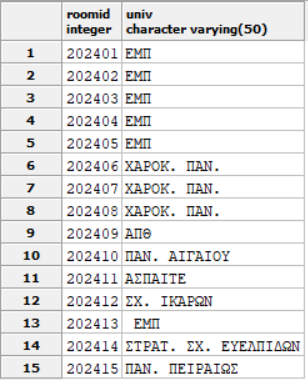 roomid univ
integer character varying(50)
1 202401 ΕΜΠ
2 202402 ΕΜΠ
3 202403 ΕΜΠ
4 202404 ΕΜΠ
5 202405 ΕΜΠ
6 202406 ΧΑΡΟΚ. ΠΑΝ.
7 202407 ΧΑΡΟΚ. ΠΑΝ.
8 202408 ΧΑΡΟΚ. ΠΑΝ.
9 202409 ΑΠΘ
10 202410 ΠΑΝ. ΑΙΓΑΙΟΥ
11 202411 ΑΣΠΑΙΤΕ
12 202412 ΣΧ. ΙΚΑΡΩΝ
13 202413 ΕΜΠ
14 202414 ΣΤΡΑΤ. ΣΧ. ΕΥΕΛΠΙΔΩΝ
15 202415 ΠΑΝ. ΠΕΙΡΑΙΩΣ